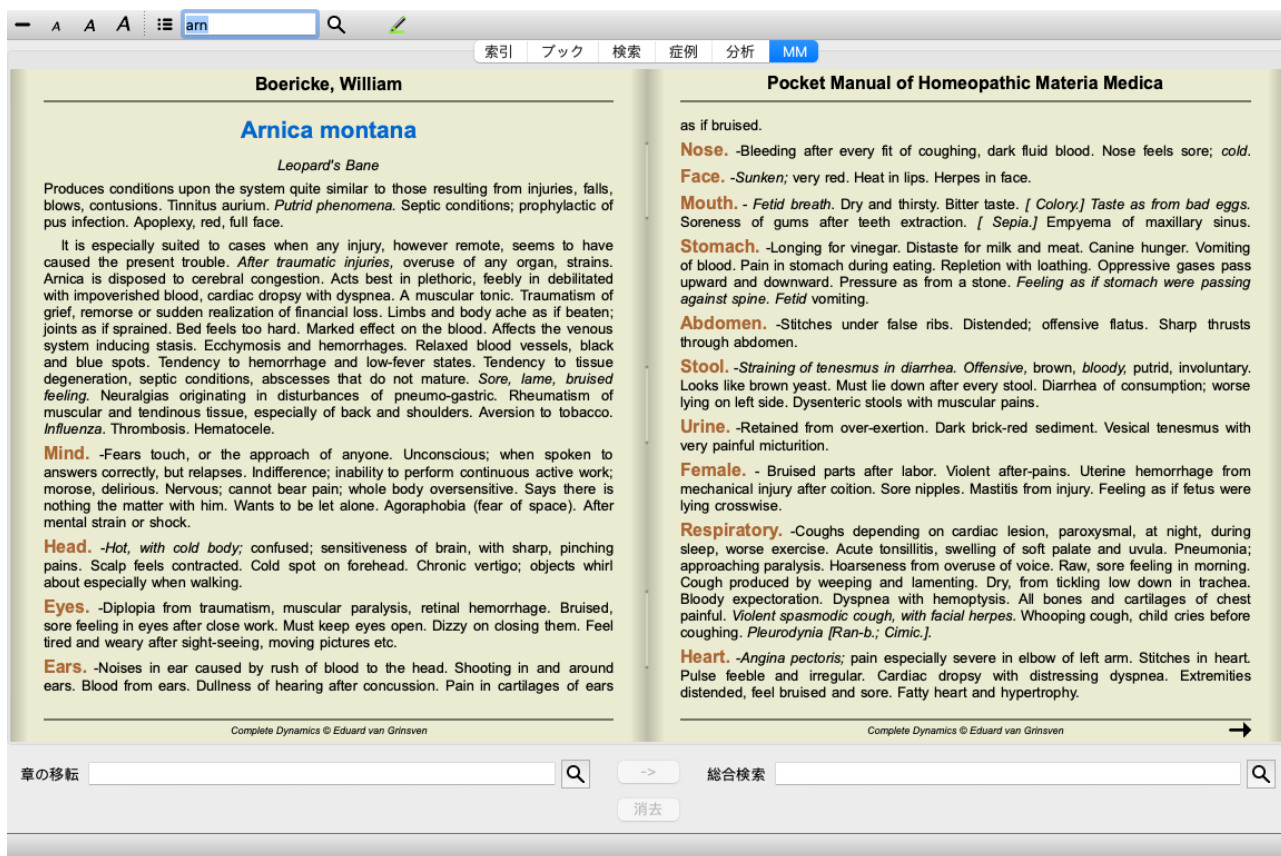 A A A arn
索引 ブック 検索 症例 分析 MM
Boericke, William
Arnica montana
Leopard's Bane
Produces conditions upon the system quite similar to those resulting from injuries, falls,
blows, contusions. Tinnitus aurium. Putrid phenomena. Septic conditions; prophylactic of
pus infection. Apoplexy, red, full face.
It is especially suited to cases when any injury, however remote, seems to have
caused the present trouble. After traumatic injuries, overuse of any organ, strains.
Arnica is disposed to cerebral congestion. Acts best in plethoric, feebly in debilitated
with impoverished blood, cardiac dropsy with dyspnea. A muscular tonic. Traumatism of
grief, remorse or sudden realization of financial loss. Limbs and body ache as if beaten;
joints as if sprained. Bed feels too hard. Marked effect on the blood. Affects the venous
system inducing stasis. Ecchymosis and hemorrhages. Relaxed blood vessels, black
and blue spots. Tendency to hemorrhage and low-fever states. Tendency to tissue
degeneration, septic conditions, abscesses that do not mature. Sore, lame, bruised
feeling. Neuralgias originating in disturbances of pneumo-gastric. Rheumatism of
muscular and tendinous tissue, especially of back and shoulders. Aversion to tobacco.
Influenza. Thrombosis. Hematocele.
Mind. -Fears touch, or the approach of anyone. Unconscious; when spoken to
answers correctly, but relapses. Indifference; inability to perform continuous active work;
morose, delirious. Nervous; cannot bear pain; whole body oversensitive. Says there is
nothing the matter with him. Wants to be let alone. Agoraphobia (fear of space). After
mental strain or shock.
Head. -Hot, with cold body; confused; sensitiveness of brain, with sharp, pinching
pains. Scalp feels contracted. Cold spot on forehead. Chronic vertigo; objects whirl
about especially when walking.
Eyes. -Diplopia from traumatism, muscular paralysis, retinal hemorrhage. Bruised,
sore feeling in eyes after close work. Must keep eyes open. Dizzy on closing them. Feel
tired and weary after sight-seeing, moving pictures etc.
Ears. -Noises in ear caused by rush of blood to the head. Shooting in and around
ears. Blood from ears. Dullness of hearing after concussion. Pain in cartilages of ears
Complete Dynamics © Eduard van Grinsven
Pocket Manual of Homeopathic Materia Medica
as if bruised.
Nose. -Bleeding after every fit of coughing, dark fluid blood. Nose feels sore; cold.
Face. -Sunken; very red. Heat in lips. Herpes in face.
Mouth. - Fetid breath. Dry and thirsty. Bitter taste. [ Colory.] Taste as from bad eggs.
Soreness of gums after teeth extraction. [ Sepia.] Empyema of maxillary sinus.
Stomach. -Longing for vinegar. Distaste for milk and meat. Canine hunger. Vomiting
of blood. Pain in stomach during eating. Repletion with loathing. Oppressive gases pass
upward and downward. Pressure as from a stone. Feeling as if stomach were passing
against spine. Fetid vomiting.
Abdomen. -Stitches under false ribs. Distended; offensive flatus. Sharp thrusts
through abdomen.
Stool. -Straining of tenesmus in diarrhea. Offensive, brown, bloody, putrid, involuntary.
Looks like brown yeast. Must lie down after every stool. Diarrhea of consumption; worse
lying on left side. Dysenteric stools with muscular pains.
Urine. -Retained from over-exertion. Dark brick-red sediment. Vesical tenesmus with
very painful micturition.
Female. - Bruised parts after labor. Violent after-pains. Uterine hemorrhage from
mechanical injury after coition. Sore nipples. Mastitis from injury. Feeling as if fetus were
lying crosswise.
Respiratory. -Coughs depending on cardiac lesion, paroxysmal, at night, during
sleep, worse exercise. Acute tonsillitis, swelling of soft palate and uvula. Pneumonia;
approaching paralysis. Hoarseness from overuse of voice. Raw, sore feeling in morning.
Cough produced by weeping and lamenting. Dry, from tickling low down in trachea.
Bloody expectoration. Dyspnea with hemoptysis. All bones and cartilages of chest
painful. Violent spasmodic cough, with facial herpes. Whooping cough, child cries before
coughing. Pleurodynia [Ran-b.; Cimic.].
Heart. -Angina pectoris; pain especially severe in elbow of left arm. Stitches in heart.
Pulse feeble and irregular. Cardiac dropsy with distressing dyspnea. Extremities
distended, feel bruised and sore. Fatty heart and hypertrophy.
Complete Dynamics © Eduard van Grinsven
章の移転 -> 総合検索
消去